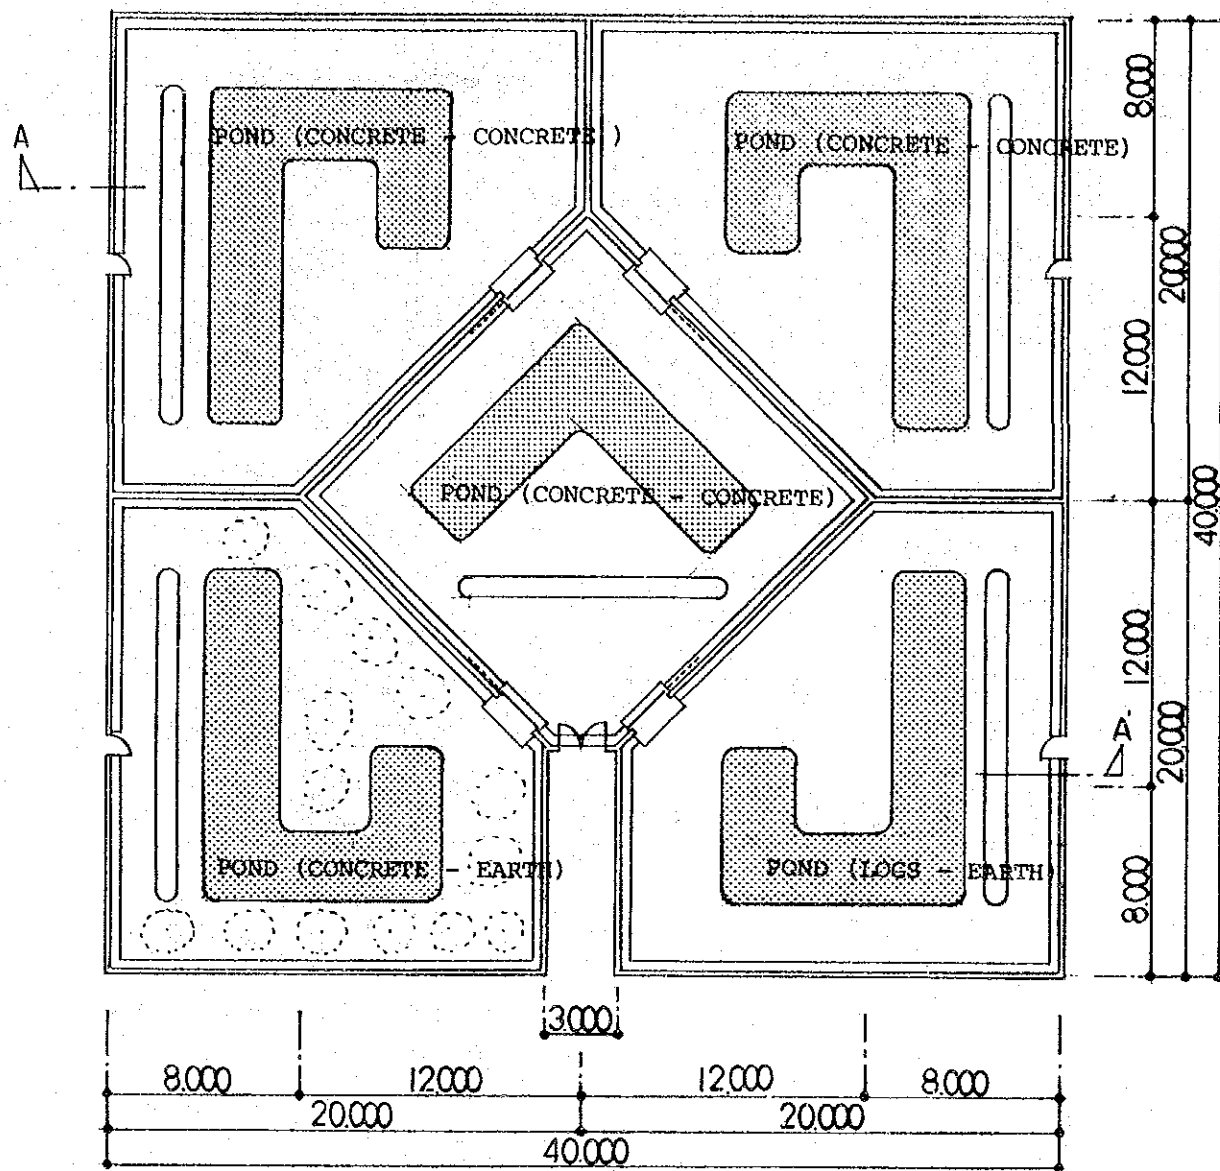 A
POND (CONCRETE - CONCRETE )
POND (CONCRETE - CONCRETE)
8.000
20.000
12.000
POND (CONCRETE - CONCRETE)
40.000
12.000
A'
20.000
POND (CONCRETE - EARTH)
POND (LOGS - EARTH)
8.000
3.000
8.000
12.000
12.000
8.000
20.000
20.000
40.000